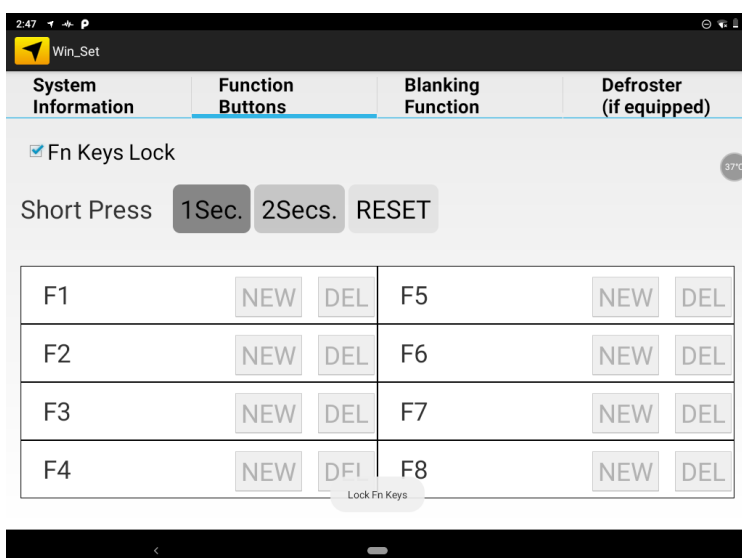 2:47
Win_Set
System Information
Function Buttons
Blanking Function
Defroster (if equipped)
Fn Keys Lock
37°C
Short Press 1Sec. 2Secs. RESET
F1 NEW DEL F5 NEW DEL
F2 NEW DEL F6 NEW DEL
F3 NEW DEL F7 NEW DEL
F4 NEW DEL F8 NEW DEL
Lock Fn Keys